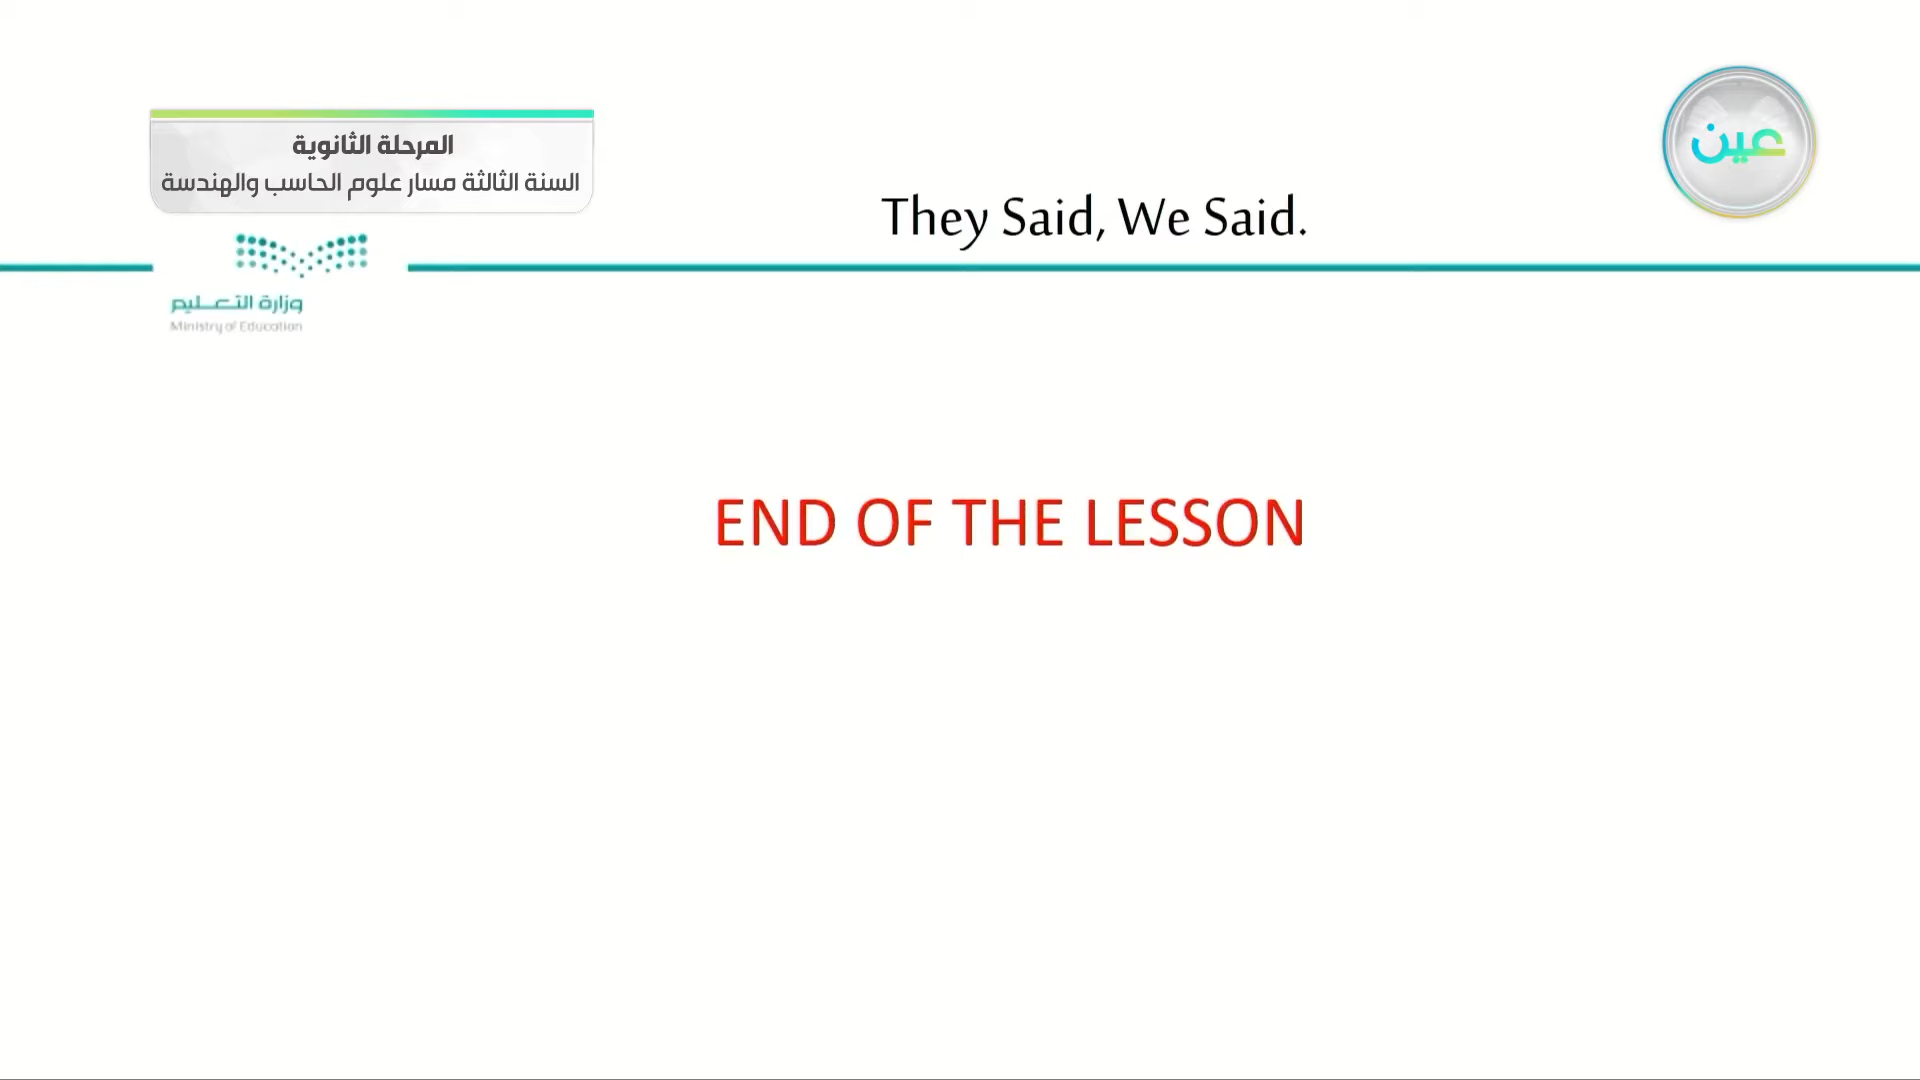 المرحلة الثانوية
السنة الثالثة مسار علوم الحاسب والهندسة
عين
They Said, We Said.
وزارة التعليم
Ministry of Education
END OF THE LESSON